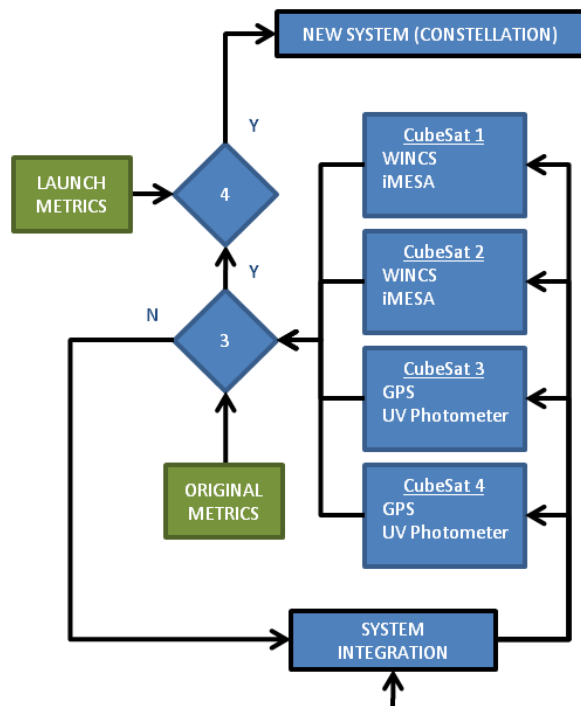 NEW SYSTEM (CONSTELLATION)
Y
CubeSat 1
WINCS
iMESA
LAUNCH
METRICS
4
CubeSat 2
WINCS
iMESA
Y
N
3
CubeSat 3
GPS
UV Photometer
ORIGINAL
METRICS
CubeSat 4
GPS
UV Photometer
SYSTEM
INTEGRATION